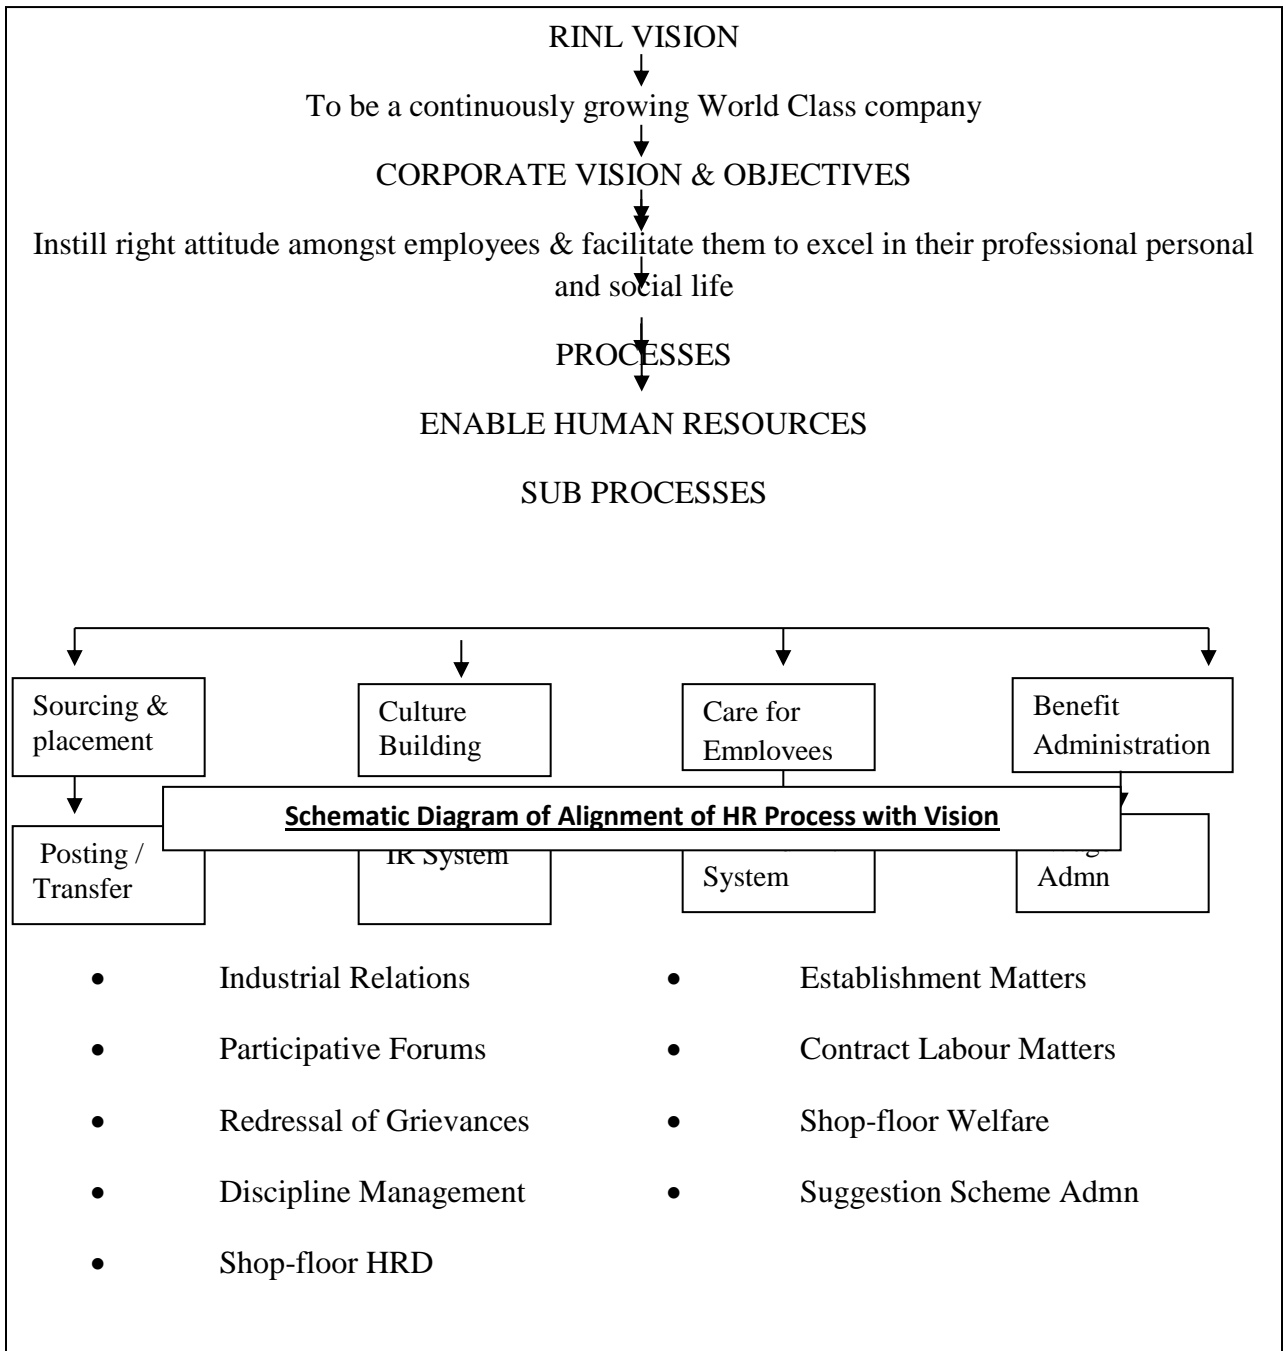 RINL VISION
To be a continuously growing World Class company
CORPORATE VISION & OBJECTIVES
Instill right attitude amongst employees & facilitate them to excel in their professional personal
and social life
PROCESSES
ENABLE HUMAN RESOURCES
SUB PROCESSES
Sourcing &
placement
Culture
Building
Care for
Employees
Benefit
Administration
Schematic Diagram of Alignment of HR Process with Vision
Posting /
Transfer
IR System
System
Admn
• Industrial Relations
• Establishment Matters
• Participative Forums
• Contract Labour Matters
• Redressal of Grievances
• Shop-floor Welfare
• Discipline Management
• Suggestion Scheme Admn
• Shop-floor HRD